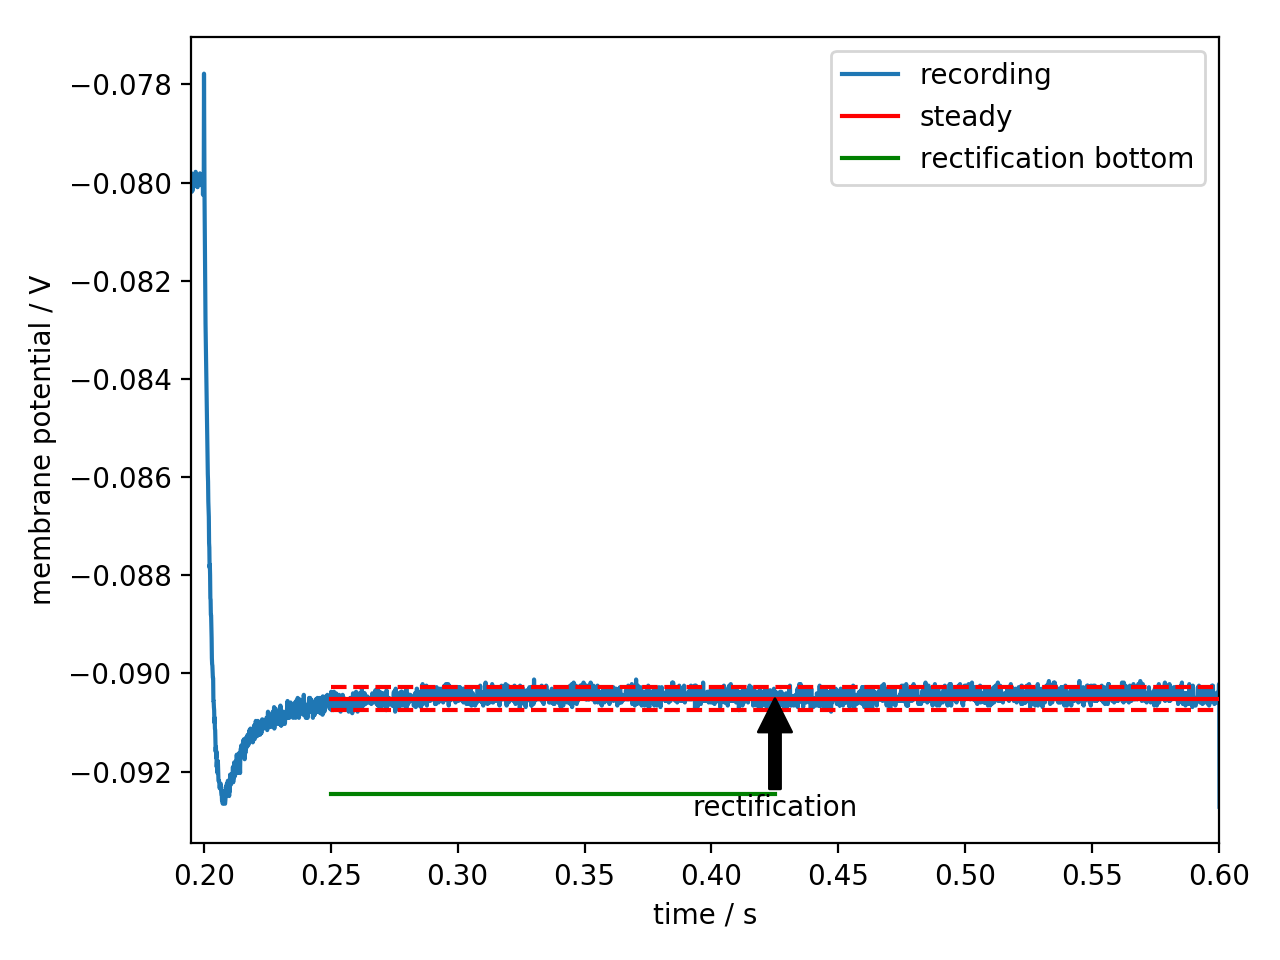 −0.078
−0.080
−0.082
−0.084
−0.086
−0.088
−0.090
−0.092
membrane potential / V
recording
steady
rectification bottom
rectification
0.20 0.25 0.30 0.35 0.40 0.45 0.50 0.55 0.60
time / s